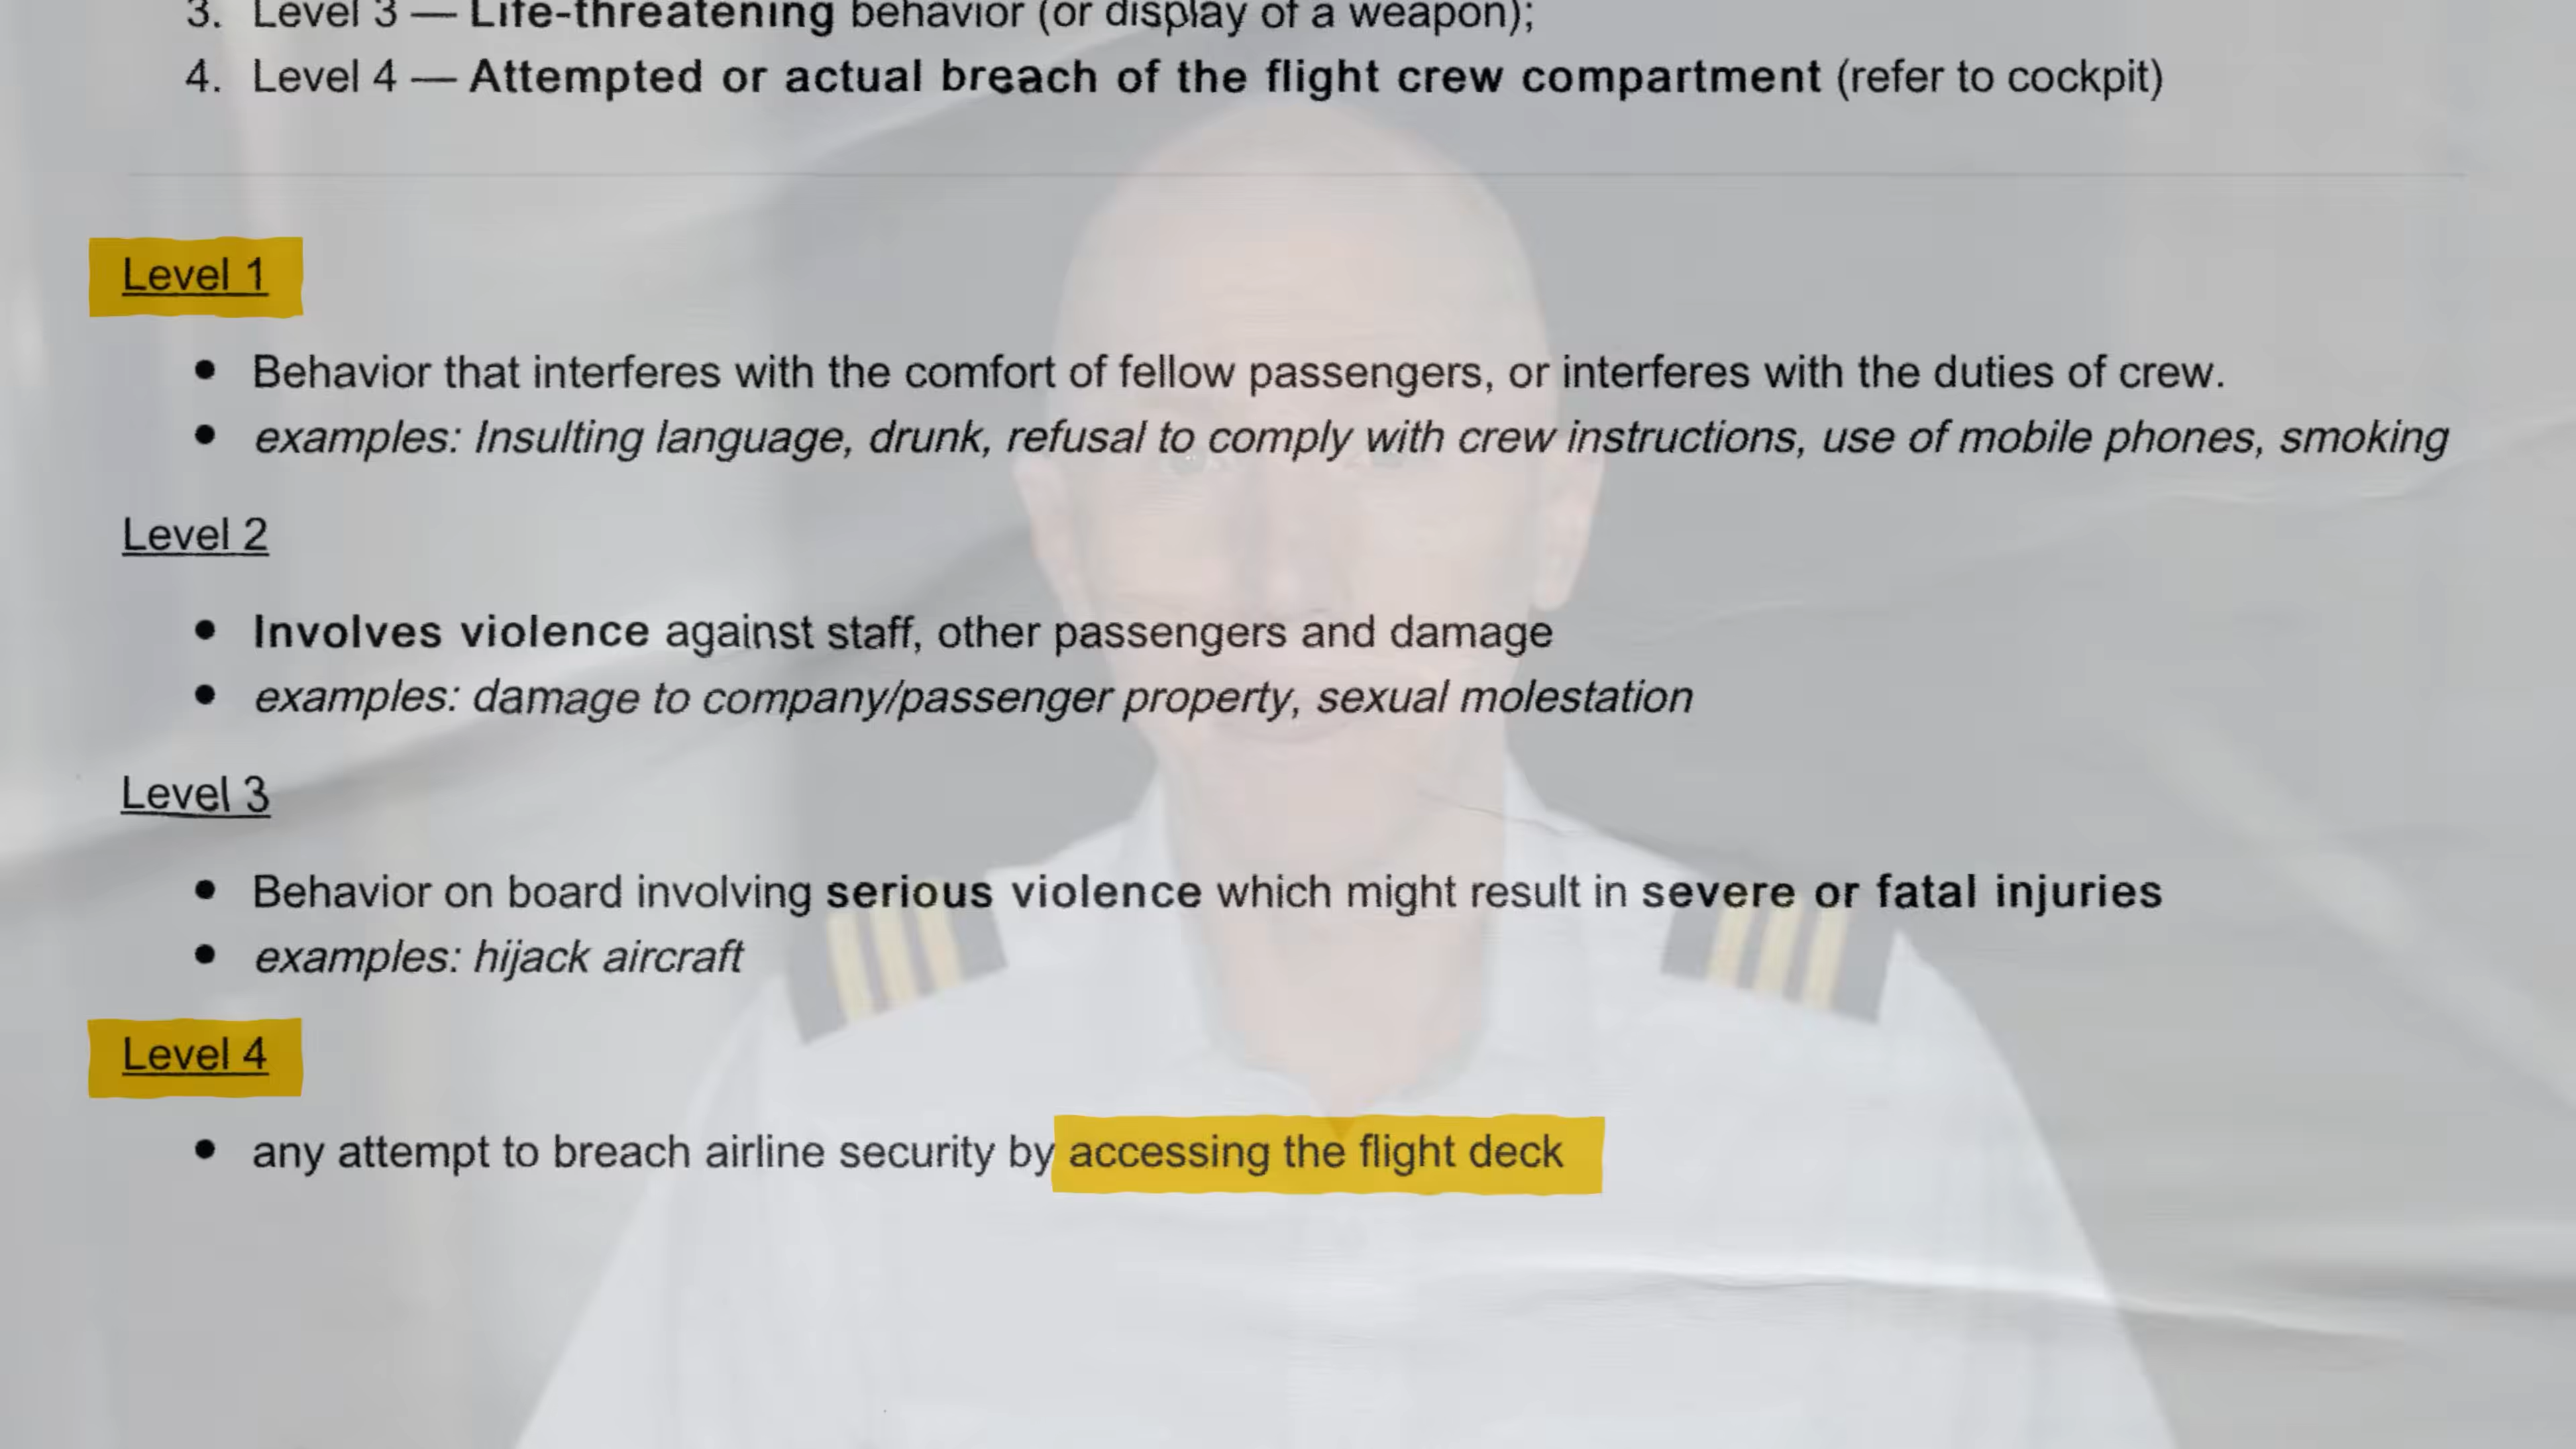 3. Level 3 — Life-threatening behavior (or display of a weapon);
4. Level 4 — Attempted or actual breach of the flight crew compartment (refer to cockpit)
Level 1
● Behavior that interferes with the comfort of fellow passengers, or interferes with the duties of crew.
● examples: Insulting language, drunk, refusal to comply with crew instructions, use of mobile phones, smoking
Level 2
● Involves violence against staff, other passengers and damage
● examples: damage to company/passenger property, sexual molestation
Level 3
● Behavior on board involving serious violence which might result in severe or fatal injuries
● examples: hijack aircraft
Level 4
● any attempt to breach airline security by accessing the flight deck